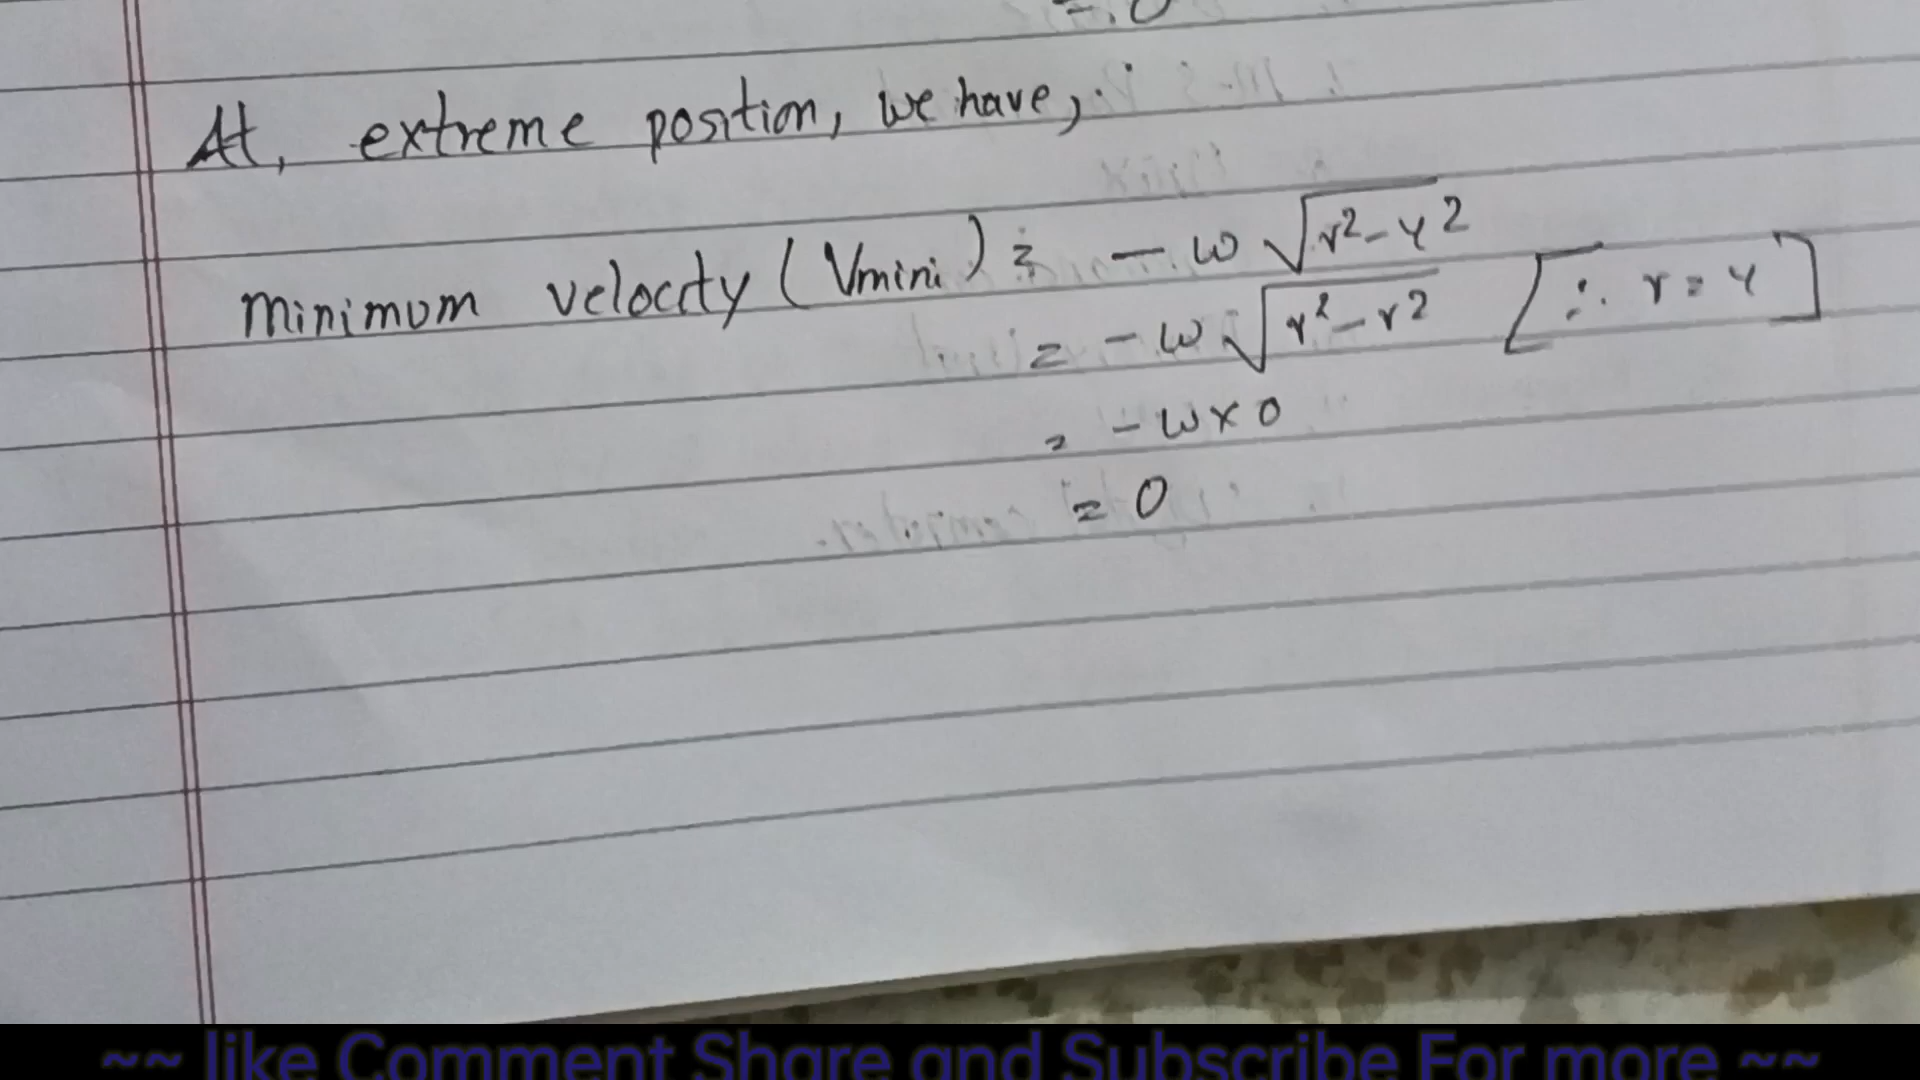 = 0
At, extreme position, we have,
minimum velocity (Vmini) = - ω √r²-y²
= - ω √r²-r² [∴ r = y]
= - ω x 0
= 0
~~ like Comment Share and Subscribe For more ~~